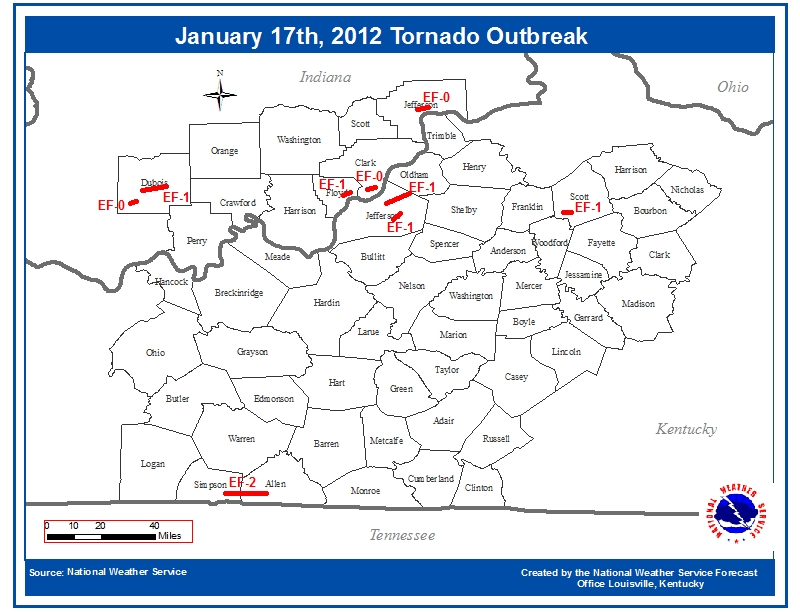 January 17th, 2012 Tornado Outbreak
Indiana
Ohio
N
Jefferson
EF-0
Scott
Trimble
Washington
Orange
Clark
Henry
Harrison
Oldham
Nicholas
Dubois
EF-1
EF-0
EF-1
Floyd
EF-0
EF-1
Scott
EF-1
Crawford
Harrison
Jefferson
EF-1
Shelby
Franklin
Bourbon
Perry
Spencer
Anderson
Woodford
Fayette
Clark
Meade
Bullitt
Hancock
Breckinridge
Nelson
Washington
Mercer
Jessamine
Hardin
Madison
Larue
Marion
Boyle
Garrard
Ohio
Grayson
Lincoln
Hart
Green
Taylor
Casey
Butler
Edmonson
Adair
Kentucky
Warren
Barren
Metcalfe
Russell
Logan
Simpson
EF-2
Allen
Monroe
Cumberland
Clinton
NATIONAL WEATHER SERVICE
0 10 20 40
Miles
Tennessee
Source: National Weather Service
Created by the National Weather Service Forecast
Office Louisville, Kentucky